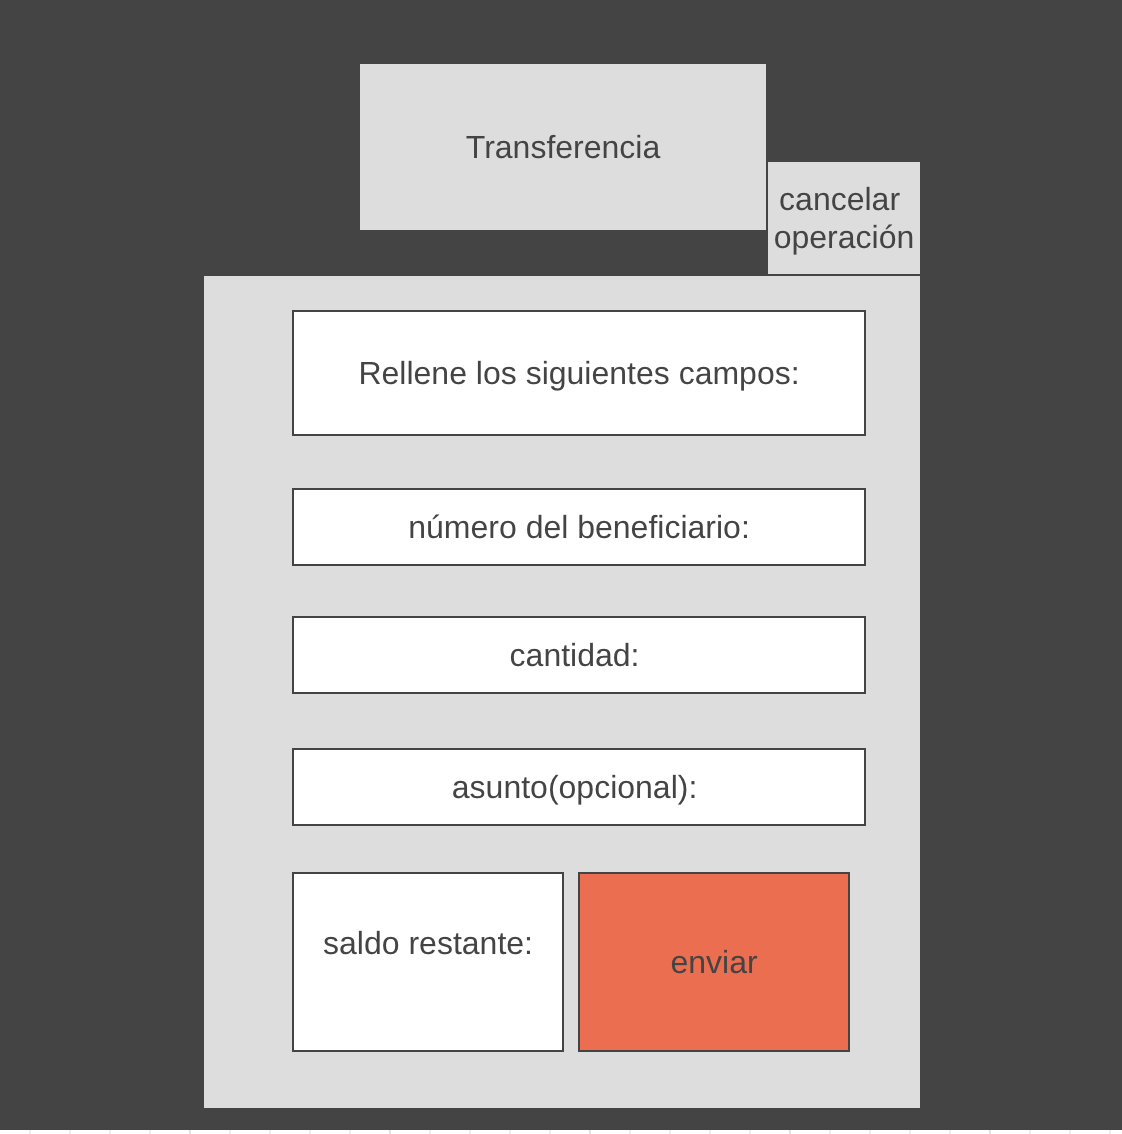 Transferencia
cancelar
operación
Rellene los siguientes campos:
número del beneficiario:
cantidad:
asunto(opcional):
saldo restante:
enviar